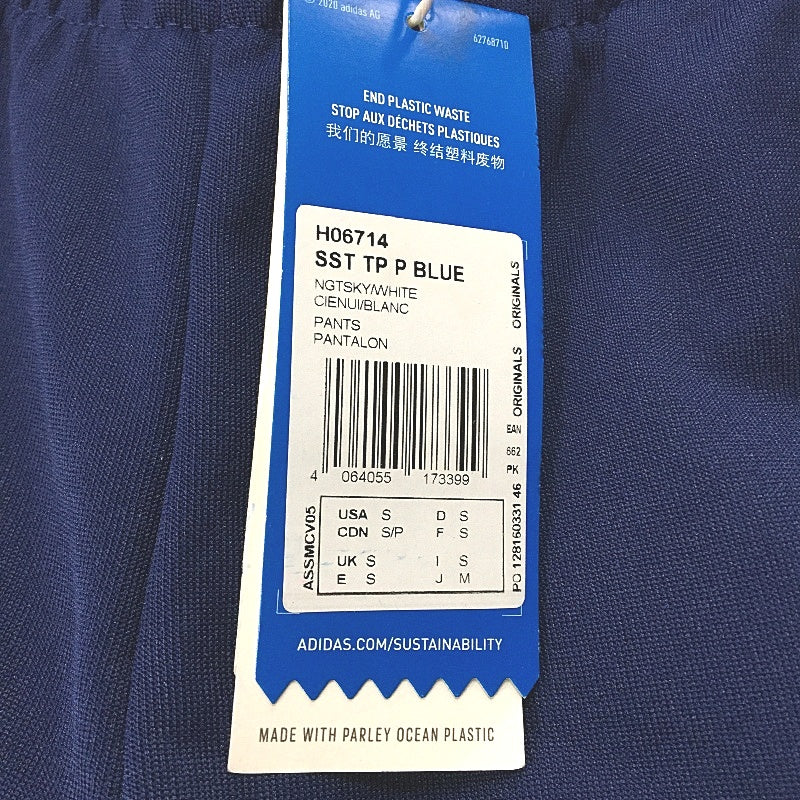 © 2020 adidas AG
62768710
END PLASTIC WASTE
STOP AUX DÉCHETS PLASTIQUES
我们的愿景 终结塑料废物
H06714
SST TP P BLUE
NGTSKY/WHITE
CIENUI/BLANC
PANTS
PANTALON
4 064055 173399
ORIGINALS
ORIGINALS
EAN
662
PK
PO 128160331 46
ASSMCV05
USA S D S
CDN S/P F S
UK S I S
E S J M
ADIDAS.COM/SUSTAINABILITY
MADE WITH PARLEY OCEAN PLASTIC